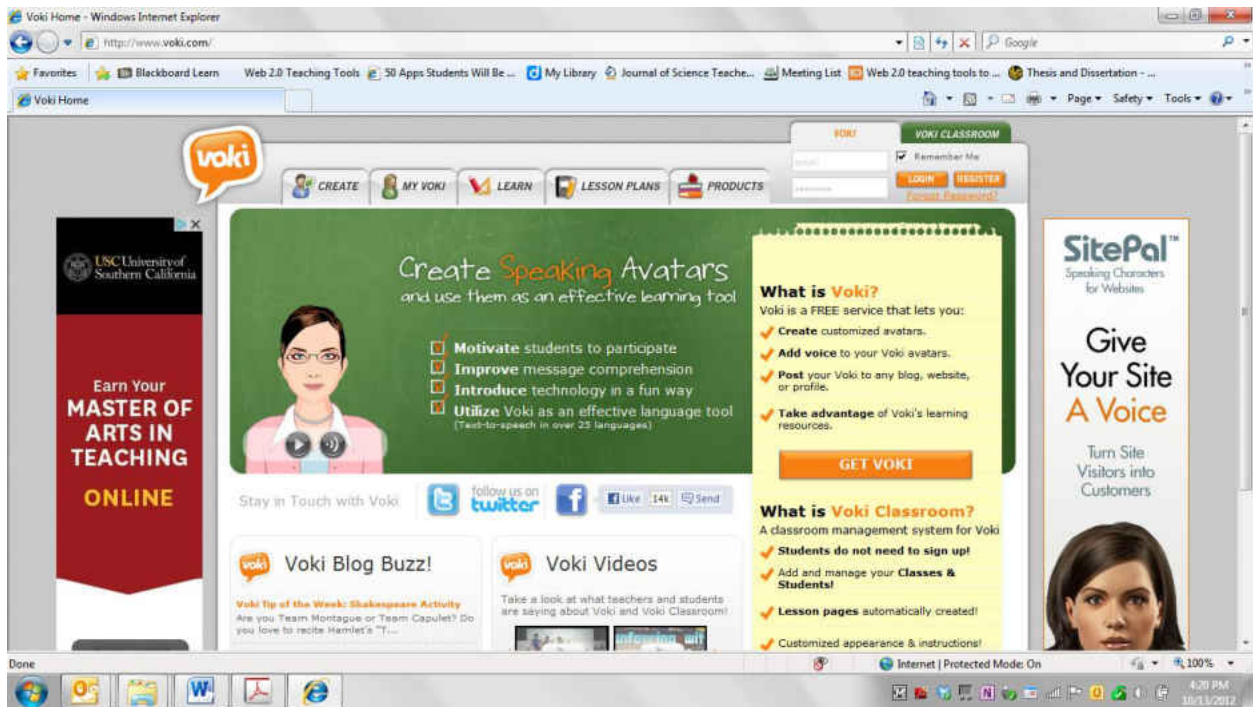 Voki Home - Windows Internet Explorer
http://www.voki.com/
Google
Favorites Blackboard Learn Web 2.0 Teaching Tools 50 Apps Students Will Be ... My Library Journal of Science Teache... Meeting List Web 2.0 teaching tools to ... Thesis and Dissertation - ...
Voki Home
Page Safety Tools
voki
CREATE
MY VOKI
LEARN
LESSON PLANS
PRODUCTS
VOKI
VOKI CLASSROOM
Remember Me
LOGIN REGISTER
Forgot Password?
USC University of
Southern California
Earn Your
MASTER OF
ARTS IN
TEACHING
ONLINE
Create Speaking Avatars
and use them as an effective learning tool
Motivate students to participate
Improve message comprehension
Introduce technology in a fun way
Utilize Voki as an effective language tool
(Text-to-speech in over 25 languages)
What is Voki?
Voki is a FREE service that lets you:
Create customized avatars.
Add voice to your Voki avatars.
Post your Voki to any blog, website,
or profile.
Take advantage of Voki's learning
resources.
GET VOKI
What is Voki Classroom?
A classroom management system for Voki
Students do not need to sign up!
Add and manage your Classes &
Students!
Lesson pages automatically created!
Customized appearance & instructions!
SitePal™
Speaking Characters
for Websites
Give
Your Site
A Voice
Turn Site
Visitors into
Customers
Stay in Touch with Voki
follow us on
twitter
Like 14k Send
voki
Voki Blog Buzz!
Voki Tip of the Week: Shakespeare Activity
Are you Team Montague or Team Capulet? Do
you love to recite Hamlet's "T...
voki
Voki Videos
Take a look at what teachers and students
are saying about Voki and Voki Classroom!
Done
Internet | Protected Mode: On
100%
4:20 PM
10/13/2012